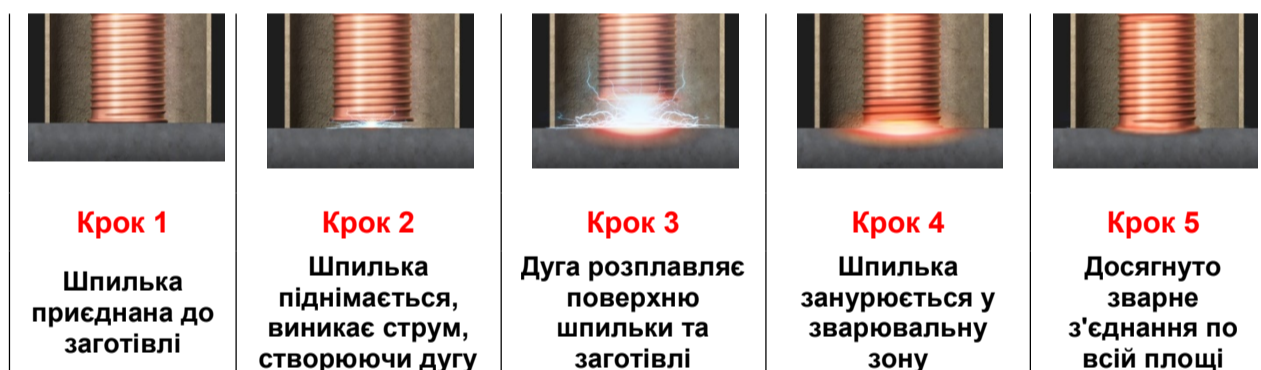 Крок 1
Шпилька
приєднана до
заготівлі
Крок 2
Шпилька
піднімається,
виникає струм,
створюючи дугу
Крок 3
Дуга розплавляє
поверхню
шпильки та
заготівлі
Крок 4
Шпилька
занурюється у
зварювальну
зону
Крок 5
Досягнуто
зварне
з'єднання по
всій площі